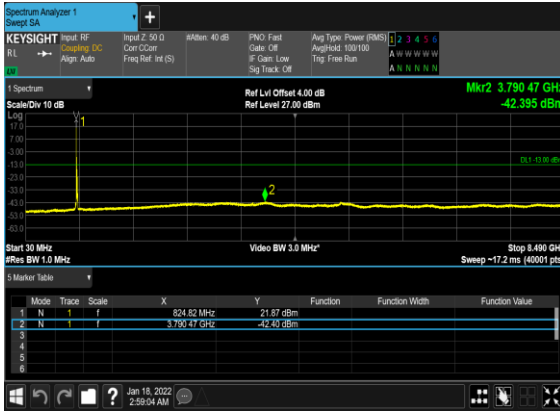 Spectrum Analyzer 1
Swept SA
+
KEYSIGHT Input: RF Input Z: 50 Ω #Atten: 40 dB PNO: Fast Avg Type: Power (RMS) 1 2 3 4 5 6
RL Coupling: DC Corr CCorr Gate: Off Avg|Hold: 100/100 A W W W W W
Align: Auto Freq Ref: Int (S) IF Gain: Low Trig: Free Run
Sig Track: Off A N N N N N
1 Spectrum Ref Lvl Offset 4.00 dB Mkr2 3.790 47 GHz
Scale/Div 10 dB Ref Level 27.00 dBm -42.395 dBm
Log
17.0
7.00
-3.00
-13.0
DL1 -13.00 dBm
-23.0
-33.0
-43.0
-53.0
-63.0
1
2
Start 30 MHz Video BW 3.0 MHz* Stop 8.490 GH
#Res BW 1.0 MHz Sweep ~17.2 ms (40001 pts
5 Marker Table
Mode Trace Scale X Y Function Function Width Function Value
1 N 1 f 824.82 MHz 21.87 dBm
2 N 1 f 3.790 47 GHz -42.40 dBm
3
4
5
6
? Jan 18, 2022
2:59:04 AM